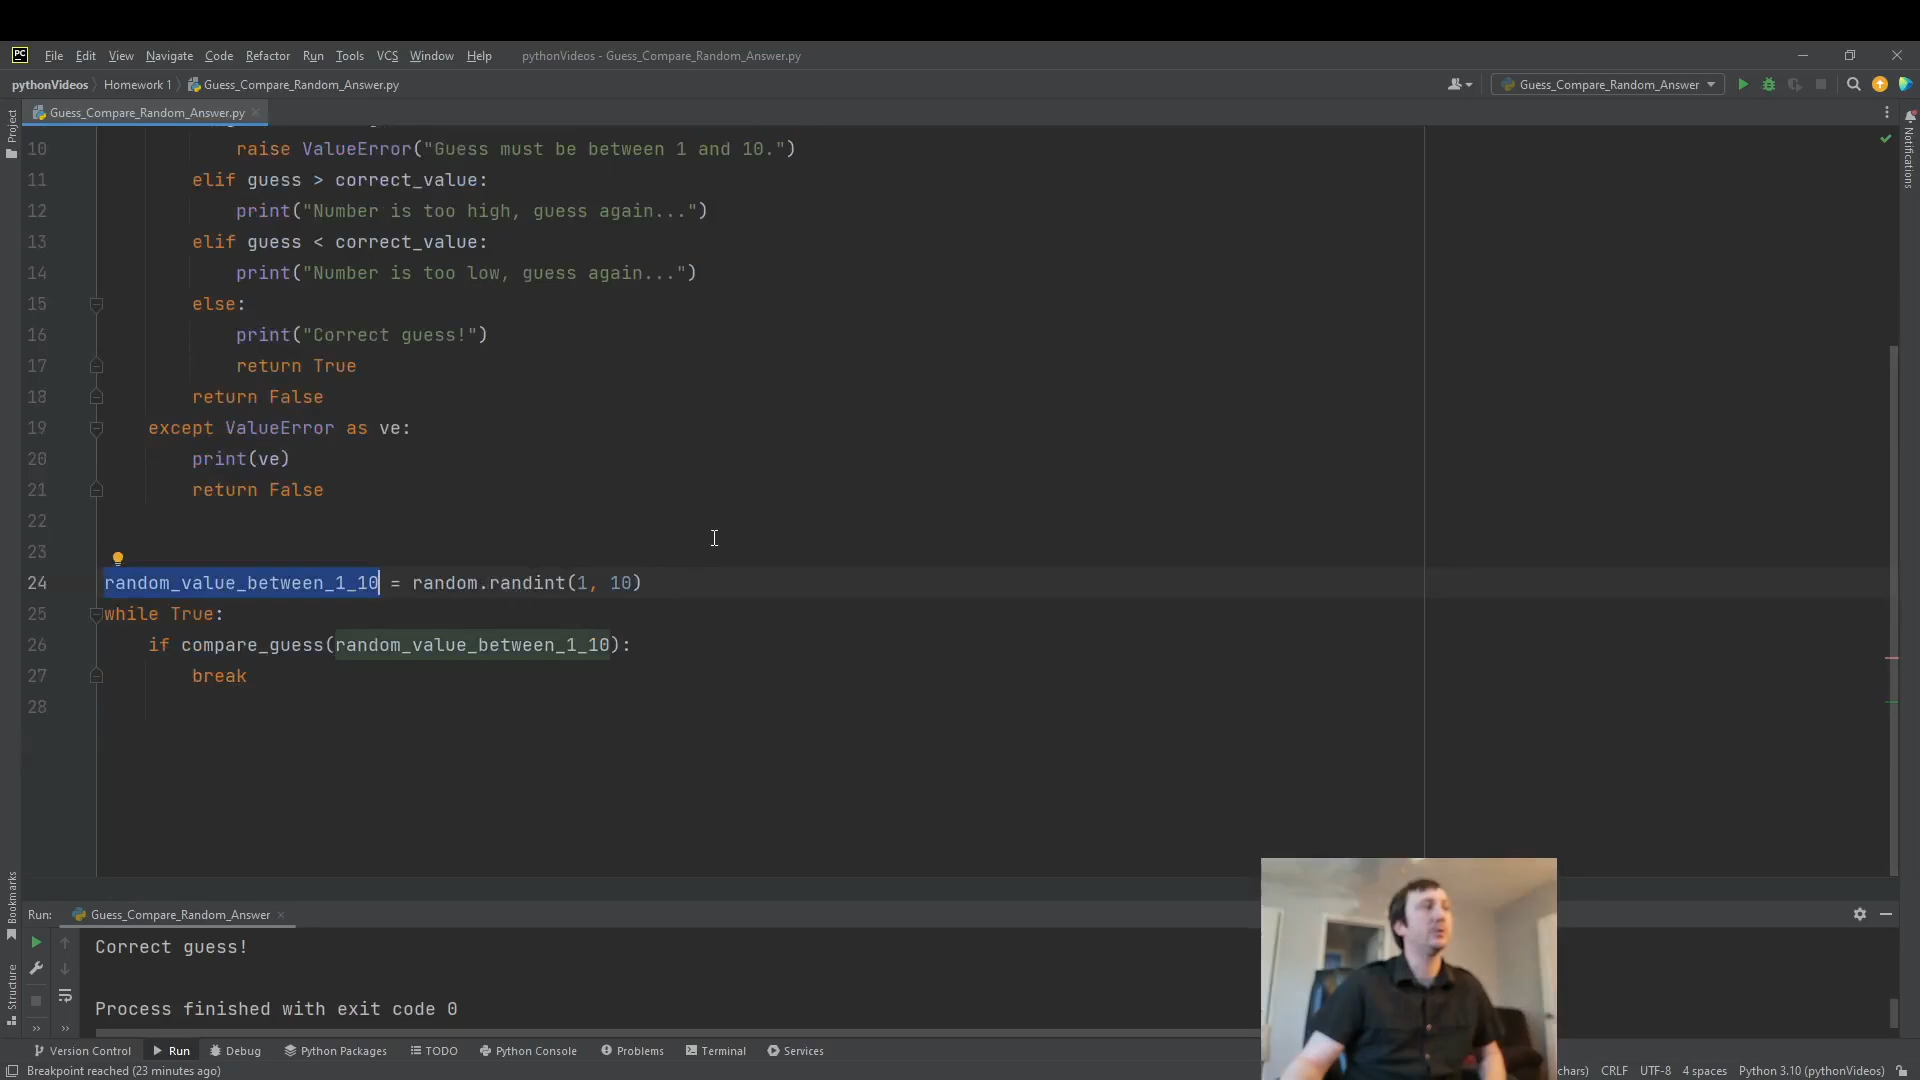 PC File Edit View Navigate Code Refactor Run Tools VCS Window Help pythonVideos - Guess_Compare_Random_Answer.py
pythonVideos Homework 1 Guess_Compare_Random_Answer.py Guess_Compare_Random_Answer
Project Guess_Compare_Random_Answer.py
Notifications
10 raise ValueError("Guess must be between 1 and 10.")
11 elif guess > correct_value:
12 print("Number is too high, guess again...")
13 elif guess < correct_value:
14 print("Number is too low, guess again...")
15 else:
16 print("Correct guess!")
17 return True
18 return False
19 except ValueError as ve:
20 print(ve)
21 return False
22
23
24 random_value_between_1_10 = random.randint(1, 10)
25 while True:
26 if compare_guess(random_value_between_1_10):
27 break
28
Bookmarks
Structure
Run: Guess_Compare_Random_Answer
Correct guess!
Process finished with exit code 0
Version Control Run Debug Python Packages TODO Python Console Problems Terminal Services
Breakpoint reached (23 minutes ago) chars) CRLF UTF-8 4 spaces Python 3.10 (pythonVideos)